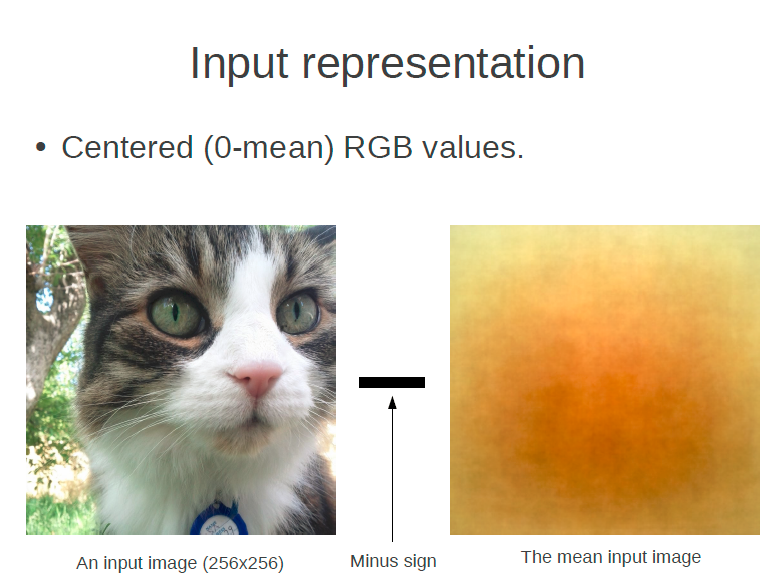 Input representation
• Centered (0-mean) RGB values.
An input image (256x256)
Minus sign
The mean input image